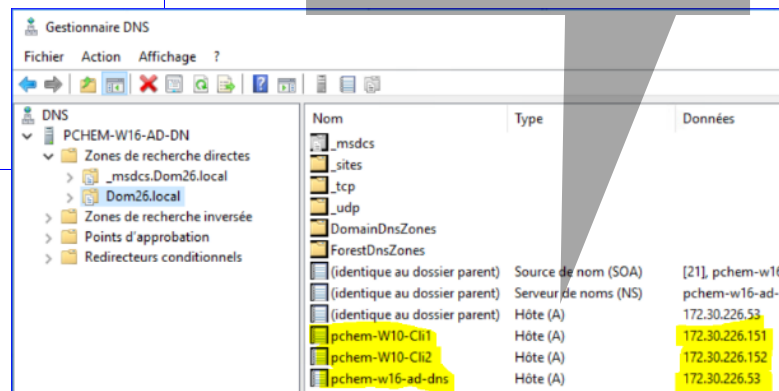 Gestionnaire DNS
Fichier Action Affichage ?
DNS
PCHEM-W16-AD-DN
Zones de recherche directes
_msdcs.Dom26.local
Dom26.local
Zones de recherche inversée
Points d'approbation
Redirecteurs conditionnels
Nom Type Données
_msdcs
_sites
_tcp
_udp
DomainDnsZones
ForestDnsZones
(identique au dossier parent) Source de nom (SOA) [21], pchem-w16
(identique au dossier parent) Serveur de noms (NS) pchem-w16-ad-
(identique au dossier parent) Hôte (A) 172.30.226.53
pchem-W10-Cli1 Hôte (A) 172.30.226.151
pchem-W10-Cli2 Hôte (A) 172.30.226.152
pchem-w16-ad-dns Hôte (A) 172.30.226.53